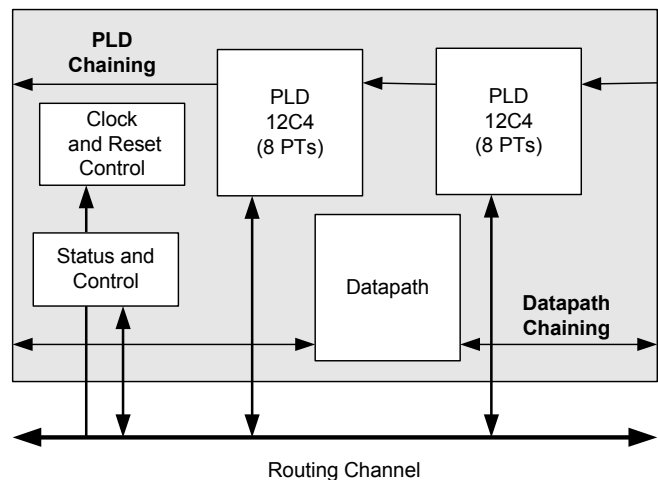 PLD
Chaining
PLD
12C4
(8 PTs)
PLD
12C4
(8 PTs)
Clock
and Reset
Control
Status and
Control
Datapath
Datapath
Chaining
Routing Channel